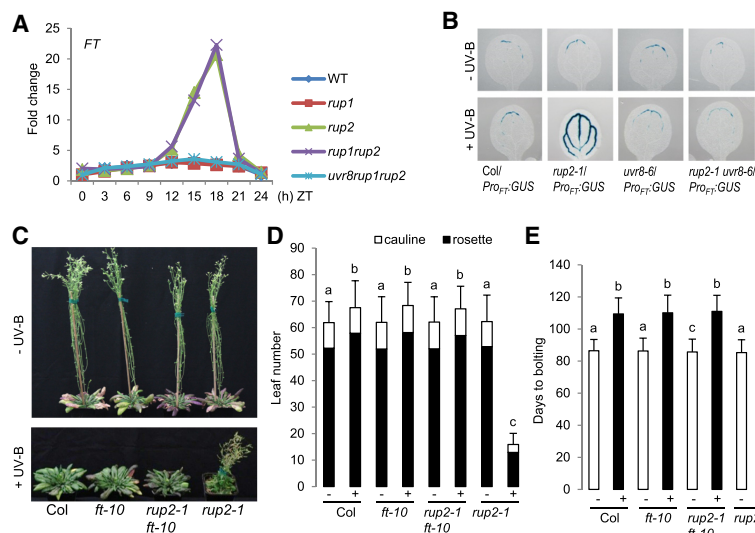 A
FT
Fold change
25
20
15
10
5
0
0 3 6 9 12 15 18 21 24 (h) ZT
WT
rup1
rup2
rup1rup2
uvr8rup1rup2
B
- UV-B
+ UV-B
Col/ rup2-1/ uvr8-6/ rup2-1 uvr8-6/
ProFT:GUS ProFT:GUS ProFT:GUS ProFT:GUS
C
- UV-B
+ UV-B
Col ft-10 rup2-1 rup2-1
ft-10
D
cauline rosette
Leaf number
90
80
70
60
50
40
30
20
10
0
a b a b a b a c
- + - + - + - +
Col ft-10 rup2-1 rup2-1
ft-10
E
Days to bolting
140
120
100
80
60
40
20
0
a b a b c b a
- + - + - + -
Col ft-10 rup2-1